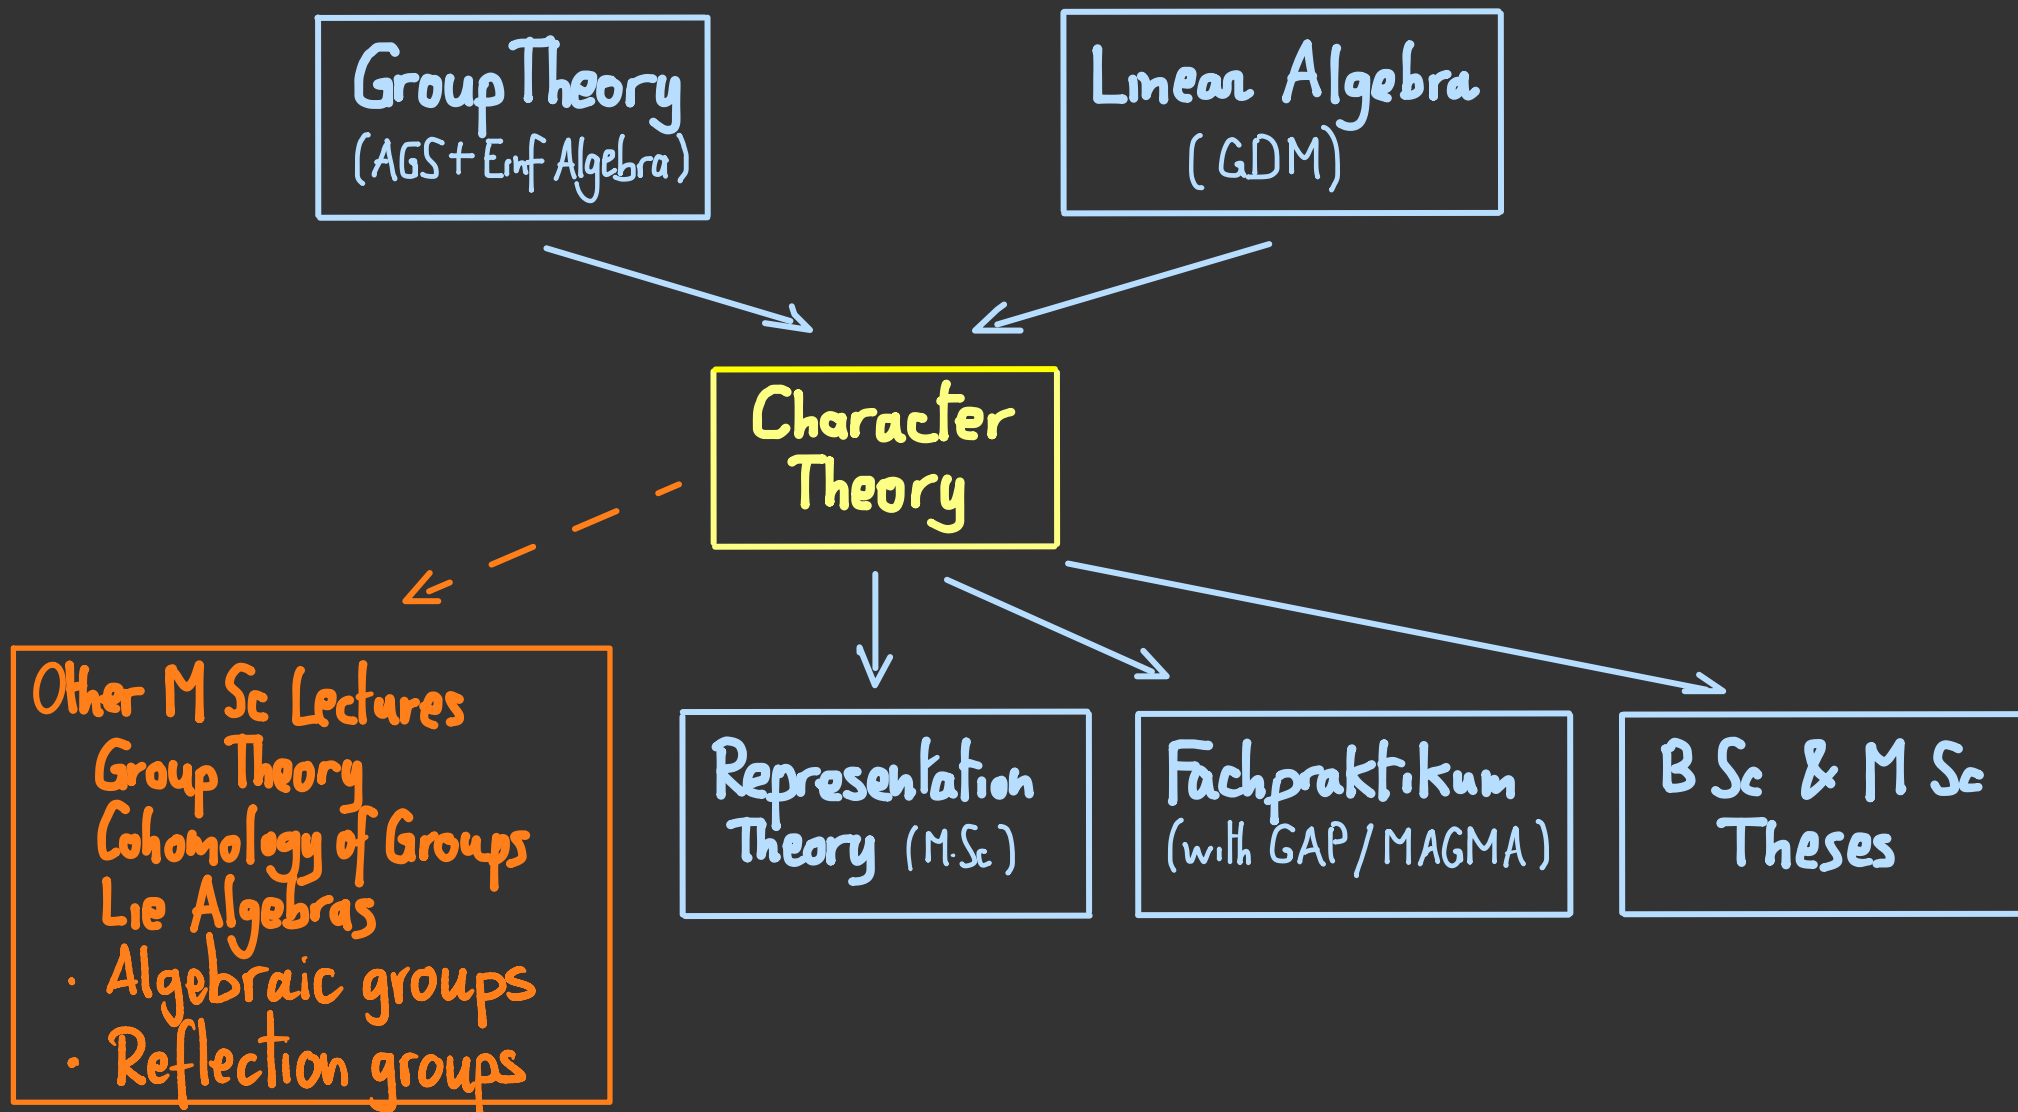 Group Theory
(AGS + Einf Algebra)
Linear Algebra
(GDM)
Character
Theory
Other M Sc Lectures
Group Theory
Cohomology of Groups
Lie Algebras
· Algebraic groups
· Reflection groups
Representation
Theory (M.Sc)
Fachpraktikum
(with GAP/MAGMA)
B Sc & M Sc
Theses